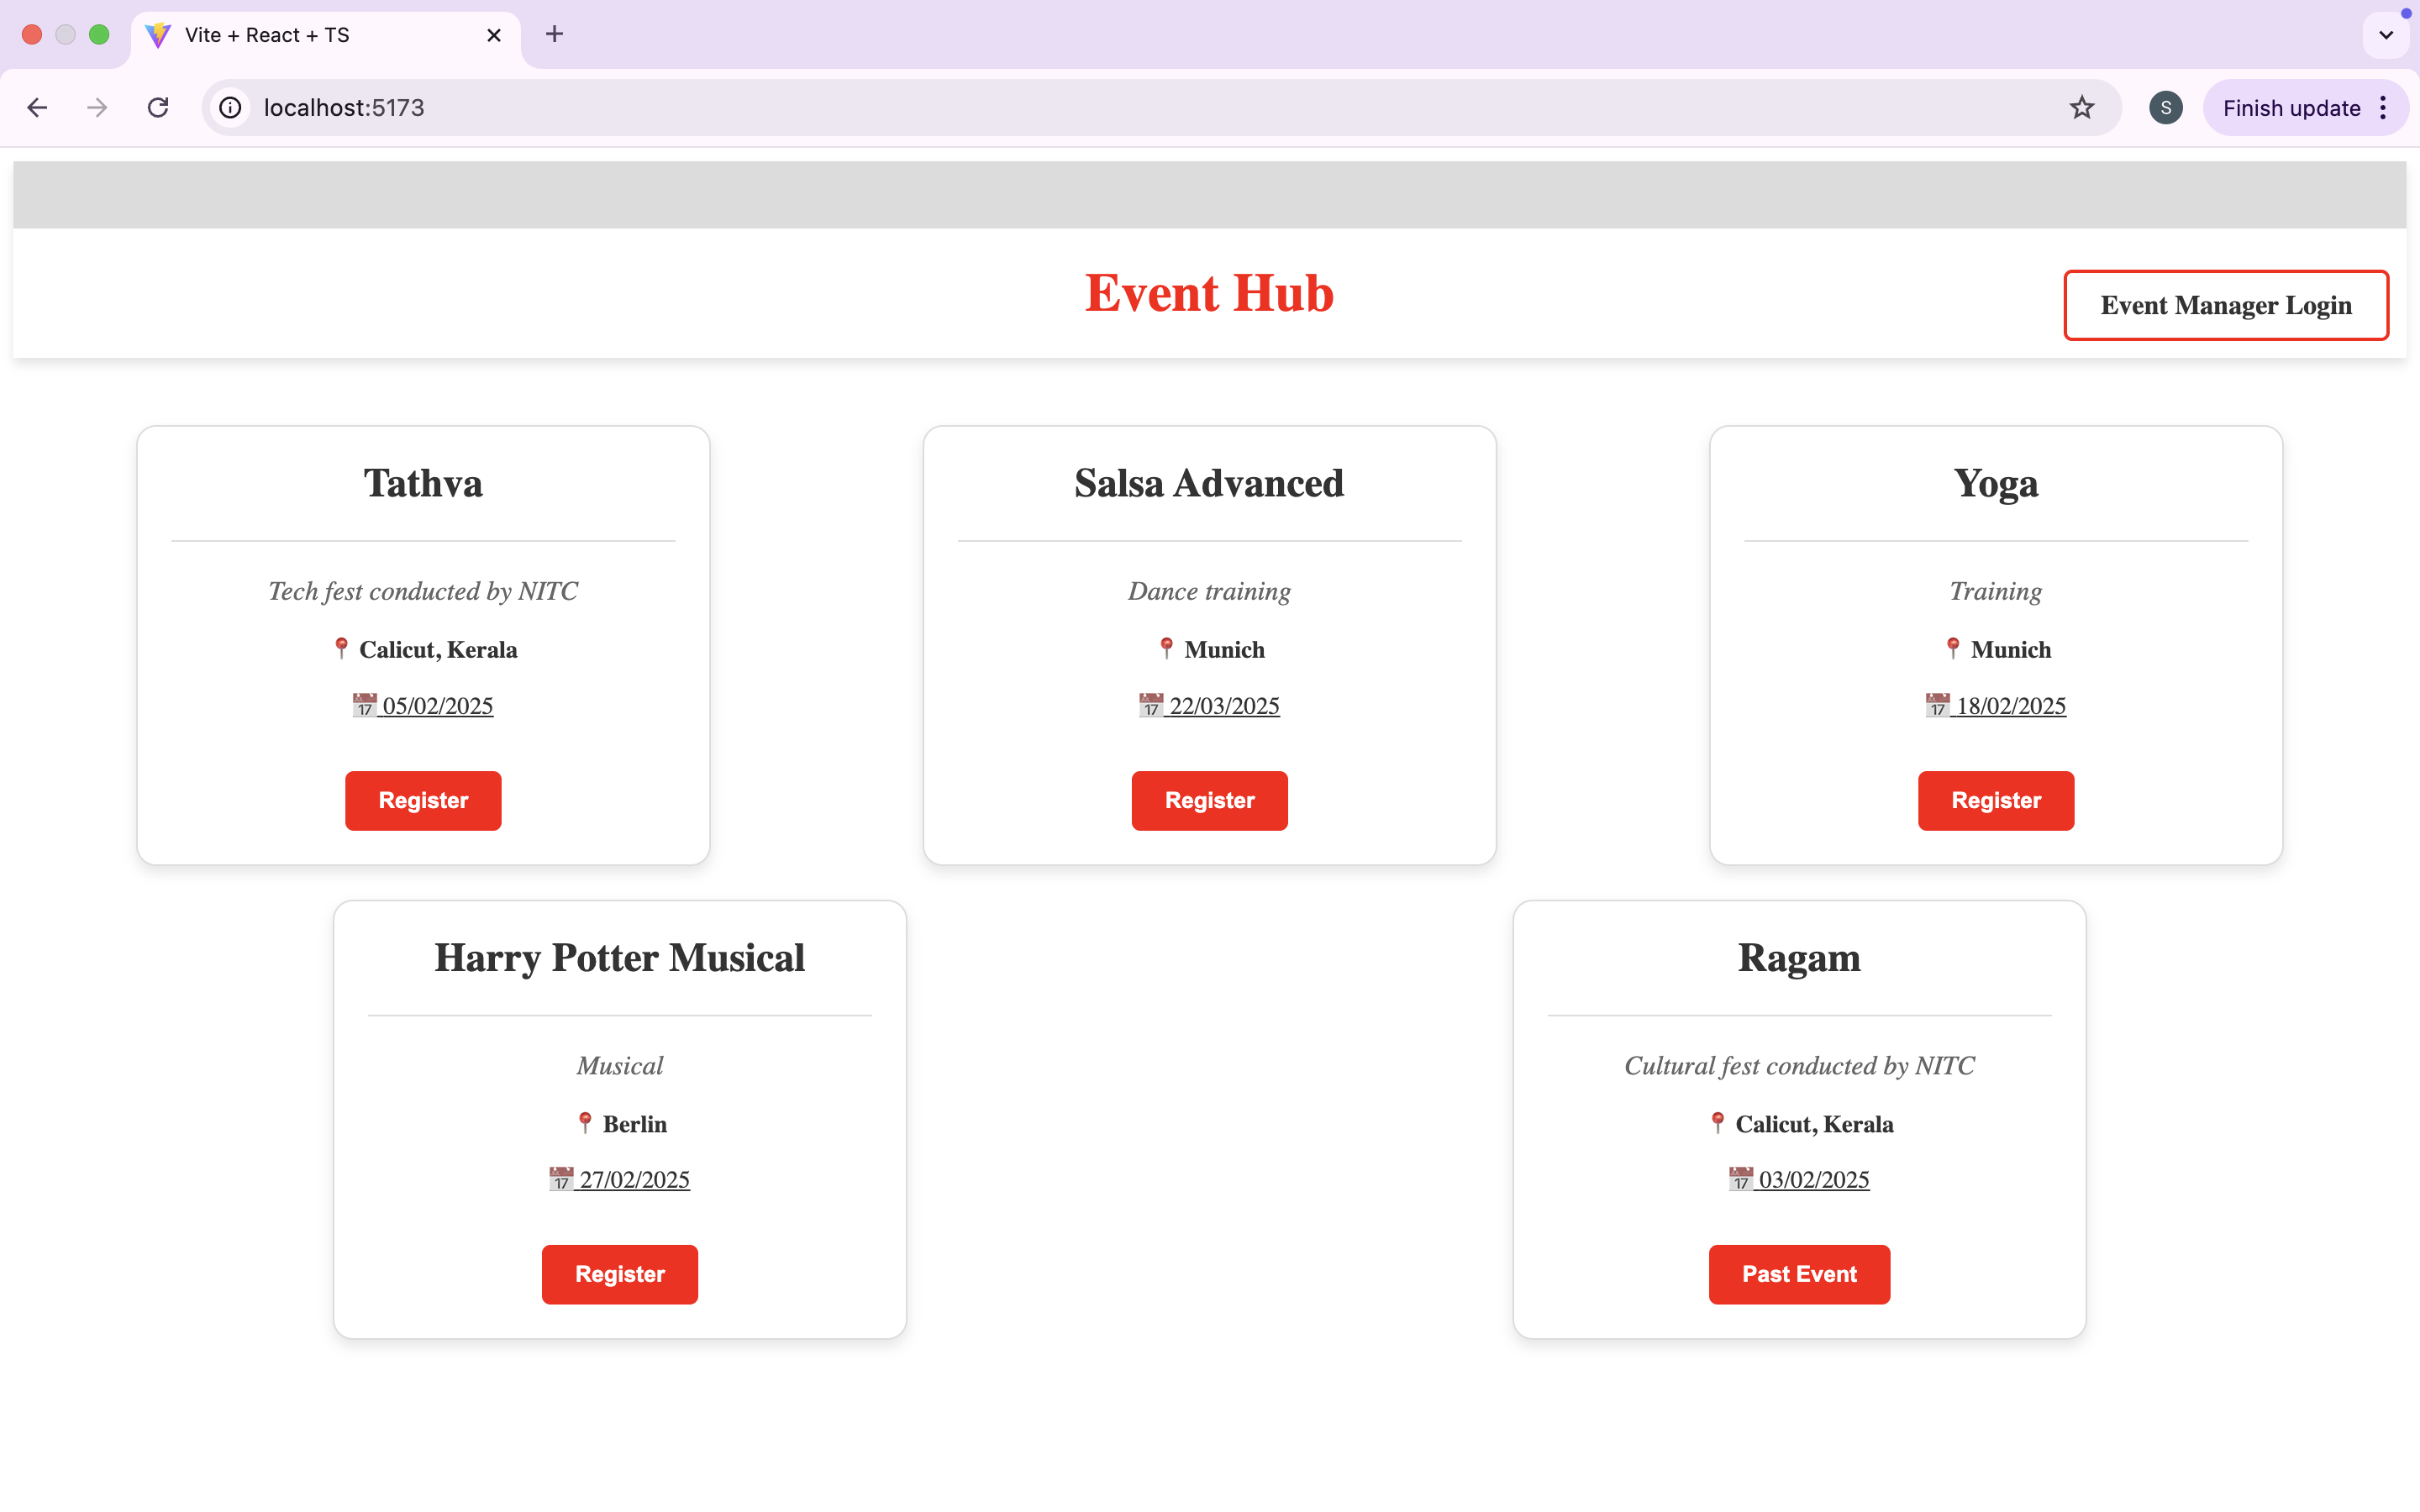 Vite + React + TS
localhost:5173
S
Finish update
Event Hub
Event Manager Login
Tathva
Tech fest conducted by NITC
📍 Calicut, Kerala
📅 05/02/2025
Register
Salsa Advanced
Dance training
📍 Munich
📅 22/03/2025
Register
Yoga
Training
📍 Munich
📅 18/02/2025
Register
Harry Potter Musical
Musical
📍 Berlin
📅 27/02/2025
Register
Ragam
Cultural fest conducted by NITC
📍 Calicut, Kerala
📅 03/02/2025
Past Event